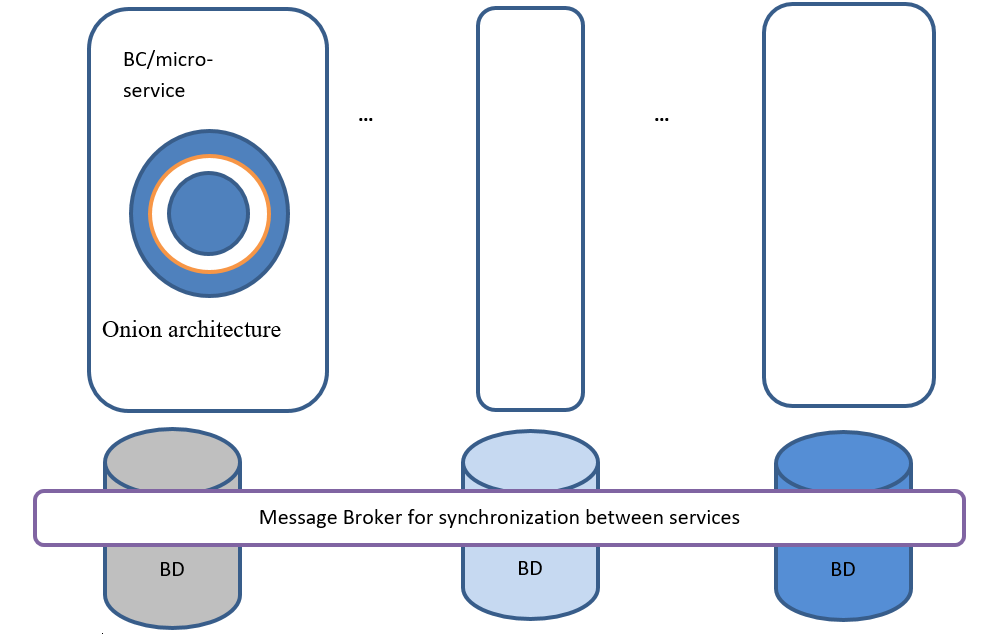 BC/micro-
service
...
...
Onion architecture
Message Broker for synchronization between services
BD
BD
BD